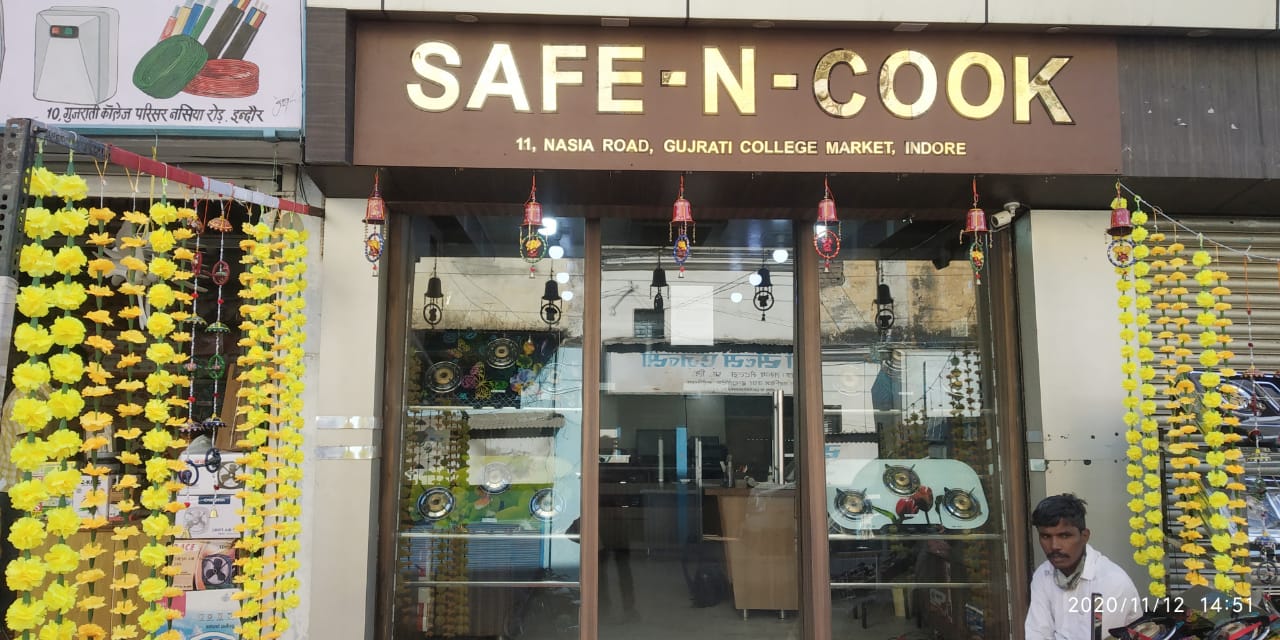 10, गुजराती कॉलेज परिसर नसिया रोड़, इन्दौर
SAFE-N-COOK
11, NASIA ROAD, GUJRATI COLLEGE MARKET, INDORE
2020/11/12 14:51